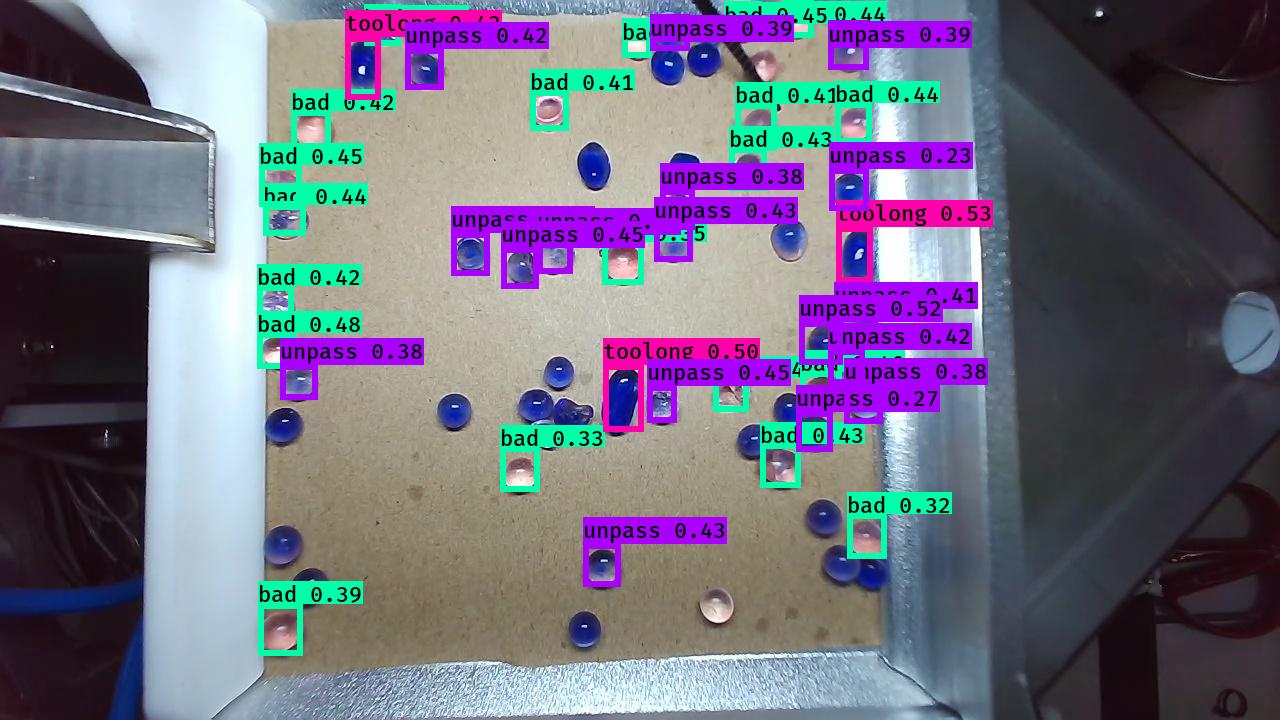 bad 0.45
0.44
toolong 0.43
unpass 0.42
unpass 0.39
unpass 0.39
bad 0.41
bad 0.42
bad 0.41
bad 0.44
bad 0.43
bad 0.45
unpass 0.23
unpass 0.38
bad 0.44
unpass 0.43
toolong 0.53
unpass
unpass 0.45
bad 0.42
unpass 0.52
bad 0.48
unpass 0.42
unpass 0.38
toolong 0.50
unpass 0.45
unpass 0.38
unpass 0.27
bad 0.33
bad 0.43
bad 0.32
unpass 0.43
bad 0.39